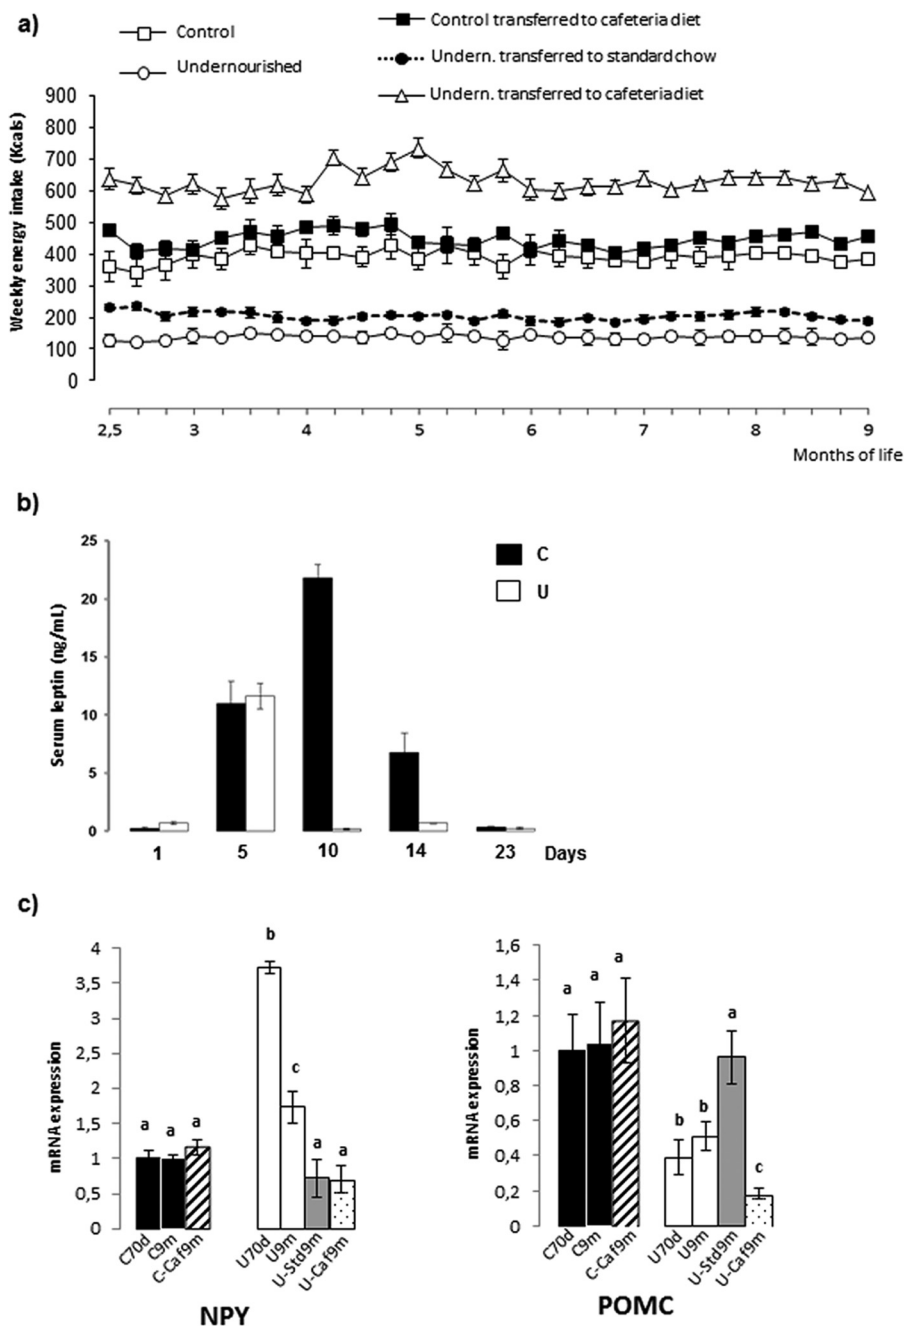 a)
Control
Undernourished
Control transferred to cafeteria diet
Undern. transferred to standard chow
Undern. transferred to cafeteria diet
Weekly energy intake (Kcals)
900
800
700
600
500
400
300
200
100
0
2,5 3 4 5 6 7 8 9
Months of life
b)
Serum leptin (ng/mL)
25
20
15
10
5
0
C
U
1 5 10 14 23 Days
c)
mRNA expression
4
3,5
3
2,5
2
1,5
1
0,5
0
a a a b c a a
C70d C9m C-Caf9m U70d U9m U-Std9m U-Caf9m
NPY
mRNA expression
1,6
1,4
1,2
1
0,8
0,6
0,4
0,2
0
a a a b b a c
C70d C9m C-Caf9m U70d U9m U-Std9m U-Caf9m
POMC